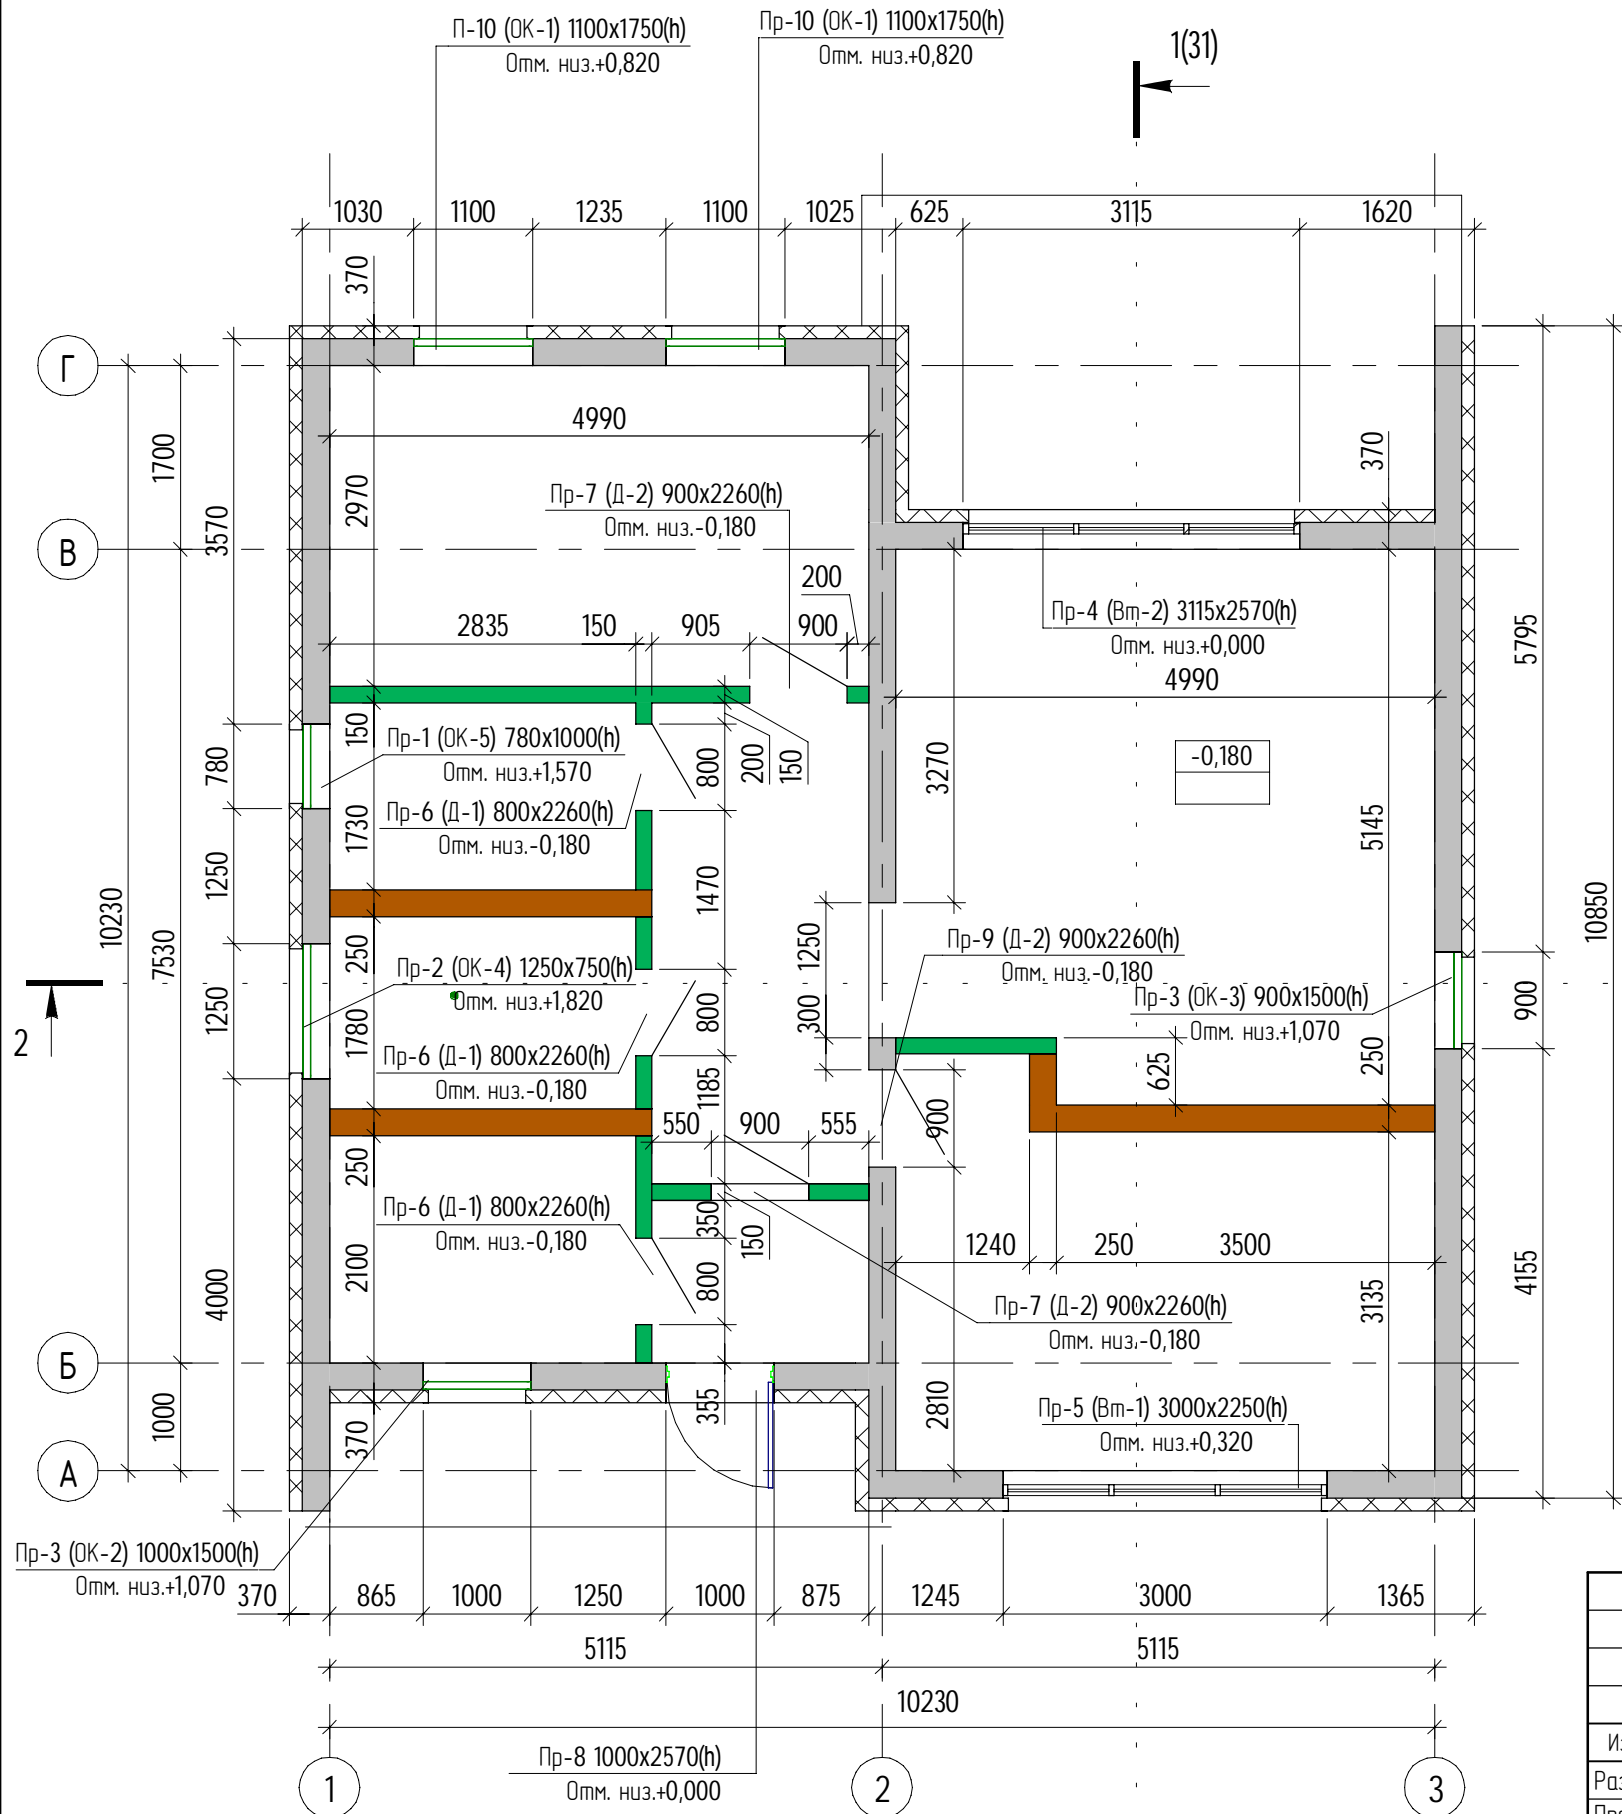 П-10 (ОК-1) 1100х1750(h)
Отм. низ.+0,820
Пр-10 (ОК-1) 1100х1750(h)
Отм. низ.+0,820
1(31)
1030 1100 1235 1100 1025 625 3115 1620
370
Г
4990
370
1700
2970
3570
Пр-7 (Д-2) 900х2260(h)
Отм. низ.-0,180
В
200
Пр-4 (Вт-2) 3115х2570(h)
Отм. низ.+0,000
2835 150 905 900
5795
4990
150
Пр-1 (ОК-5) 780х1000(h)
Отм. низ.+1,570
780
800
200
150
3270
-0,180
Пр-6 (Д-1) 800х2260(h)
Отм. низ.-0,180
1730
5145
1250
1470
10230
7530
10850
250
Пр-2 (ОК-4) 1250х750(h)
Отм. низ.+1,820
1250
Пр-9 (Д-2) 900х2260(h)
Отм. низ.-0,180
Пр-3 (ОК-3) 900х1500(h)
Отм. низ.+1,070
900
2
1250
1780
800
300
Пр-6 (Д-1) 800х2260(h)
Отм. низ.-0,180
1185
625
250
550 900 555
900
250
Пр-6 (Д-1) 800х2260(h)
Отм. низ.-0,180
350
150
1240 250 3500
2100
4000
800
4155
Пр-7 (Д-2) 900х2260(h)
Отм. низ.-0,180
3135
Б
355
1000
370
2810
Пр-5 (Вт-1) 3000х2250(h)
Отм. низ.+0,320
А
Пр-3 (ОК-2) 1000х1500(h)
Отм. низ.+1,070
370 865 1000 1250 1000 875 1245 3000 1365
5115 5115
10230
Пр-8 1000х2570(h)
Отм. низ.+0,000
1 2 3
Раз